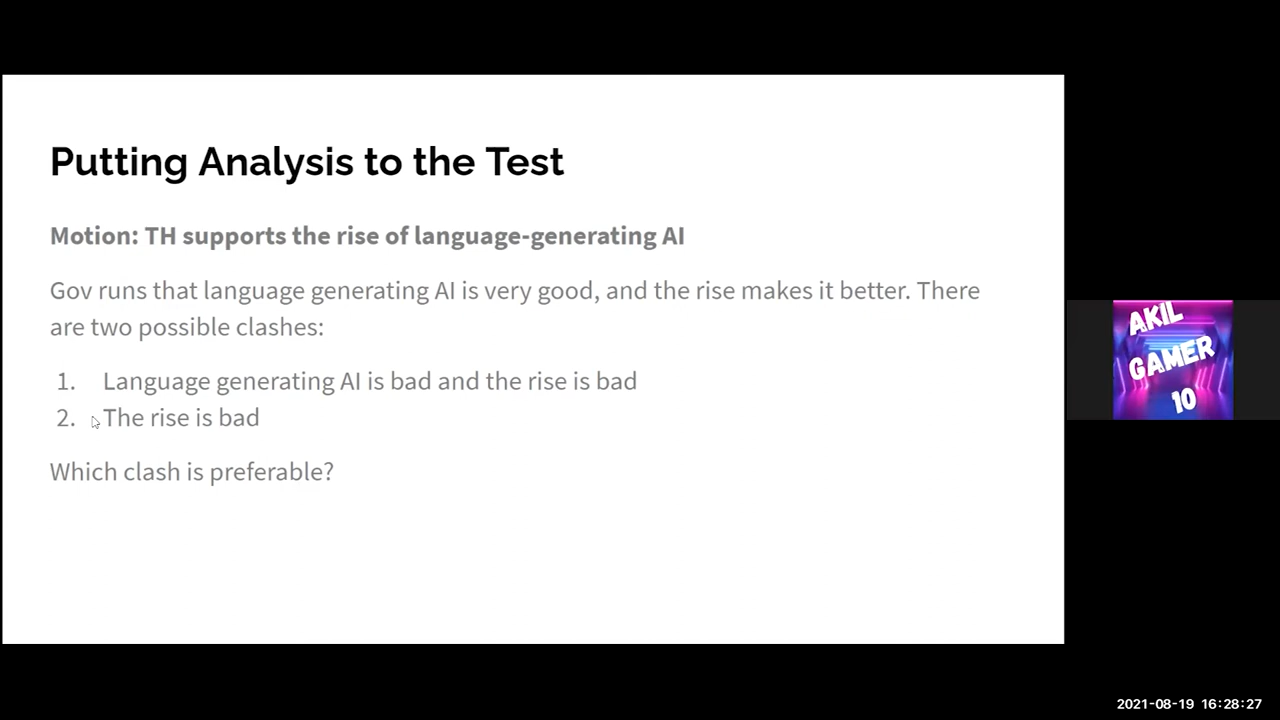 Putting Analysis to the Test
Motion: TH supports the rise of language-generating AI
Gov runs that language generating AI is very good, and the rise makes it better. There
are two possible clashes:
1. Language generating AI is bad and the rise is bad
2. The rise is bad
Which clash is preferable?
AKIL
GAMER
10
2021-08-19 16:28:27